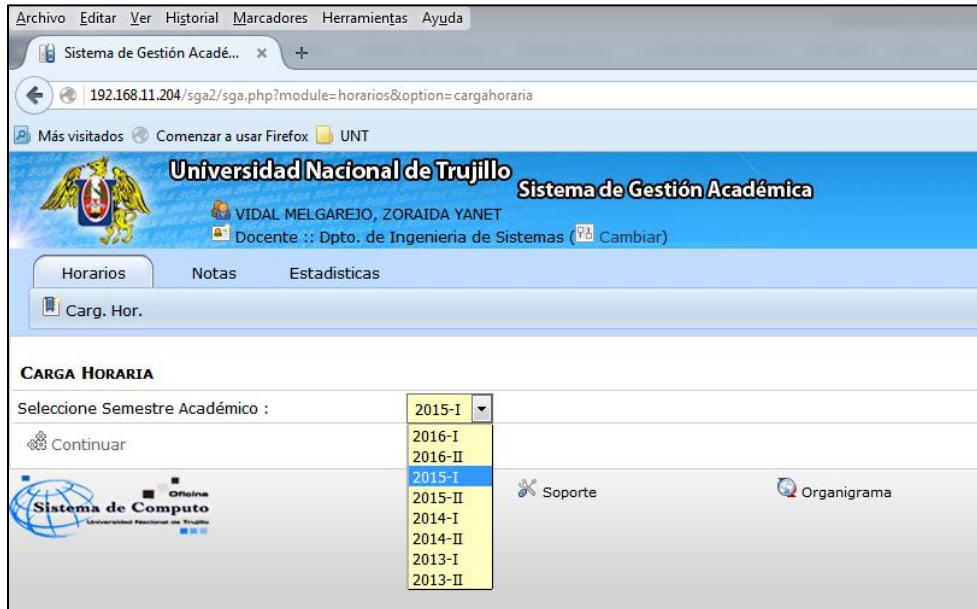 Archivo Editar Ver Historial Marcadores Herramientas Ayuda
Sistema de Gestión Acadé... × +
192.168.11.204/sga2/sga.php?module=horarios&option=cargahoraria
Más visitados Comenzar a usar Firefox UNT
Universidad Nacional de Trujillo
Sistema de Gestión Académica
VIDAL MELGAREJO, ZORAIDA YANET
Docente :: Dpto. de Ingenieria de Sistemas ( Cambiar)
Horarios Notas Estadisticas
Carg. Hor.
CARGA HORARIA
Seleccione Semestre Académico : 2015-I
Continuar
2016-I
2016-II
2015-I
2015-II
2014-I
2014-II
2013-I
2013-II
Oficina
Sistema de Computo
Universidad Nacional de Trujillo
Soporte
Organigrama